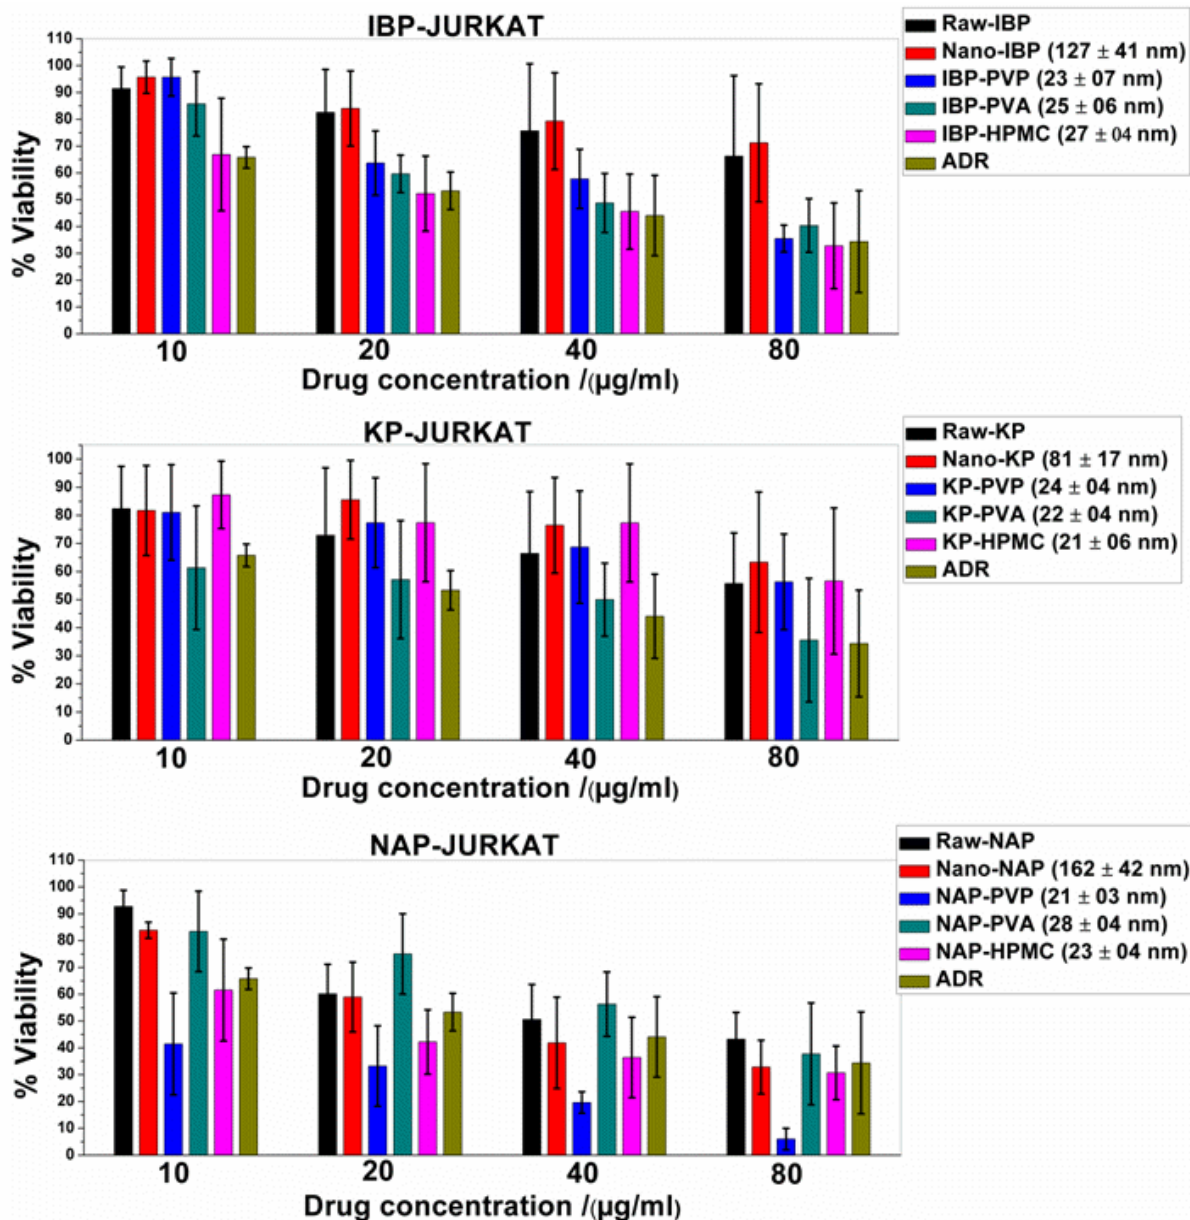 IBP-JURKAT
110
100
90
80
70
60
50
40
30
20
10
0
% Viability
10 20 40 80
Drug concentration /(µg/ml)
Raw-IBP
Nano-IBP (127 ± 41 nm)
IBP-PVP (23 ± 07 nm)
IBP-PVA (25 ± 06 nm)
IBP-HPMC (27 ± 04 nm)
ADR
KP-JURKAT
100
90
80
70
60
50
40
30
20
10
0
% Viability
10 20 40 80
Drug concentration /(µg/ml)
Raw-KP
Nano-KP (81 ± 17 nm)
KP-PVP (24 ± 04 nm)
KP-PVA (22 ± 04 nm)
KP-HPMC (21 ± 06 nm)
ADR
NAP-JURKAT
110
100
90
80
70
60
50
40
30
20
10
0
% Viability
10 20 40 80
Drug concentration /(µg/ml)
Raw-NAP
Nano-NAP (162 ± 42 nm)
NAP-PVP (21 ± 03 nm)
NAP-PVA (28 ± 04 nm)
NAP-HPMC (23 ± 04 nm)
ADR